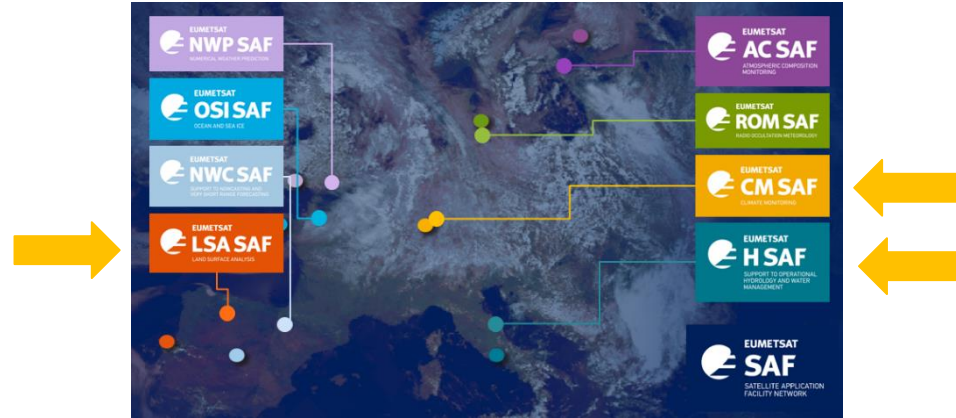 EUMETSAT
NWP SAF
NUMERICAL WEATHER PREDICTION
EUMETSAT
OSI SAF
OCEAN AND SEA ICE
EUMETSAT
NWC SAF
SUPPORT TO NOWCASTING AND
VERY SHORT RANGE FORECASTING
EUMETSAT
LSA SAF
LAND SURFACE ANALYSIS
EUMETSAT
AC SAF
ATMOSPHERIC COMPOSITION
MONITORING
EUMETSAT
ROM SAF
RADIO OCCULTATION METEOROLOGY
EUMETSAT
CM SAF
CLIMATE MONITORING
EUMETSAT
H SAF
SUPPORT TO OPERATIONAL
HYDROLOGY AND WATER
MANAGEMENT
EUMETSAT
SAF
SATELLITE APPLICATION
FACILITY NETWORK